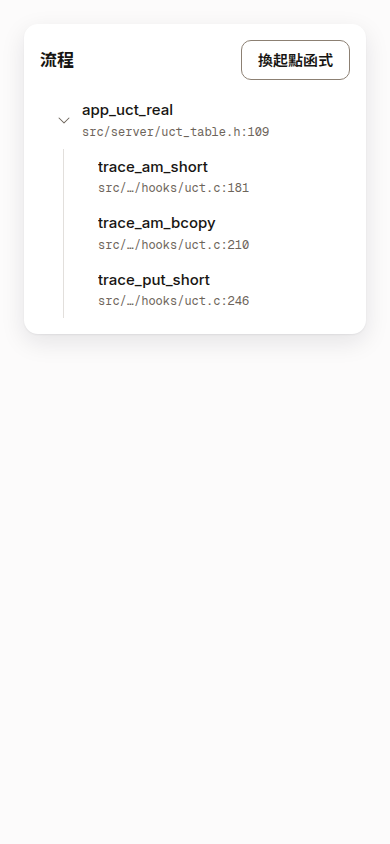 流程
換起點函式
app_uct_real
src/server/uct_table.h:109
trace_am_short
src/…/hooks/uct.c:181
trace_am_bcopy
src/…/hooks/uct.c:210
trace_put_short
src/…/hooks/uct.c:246